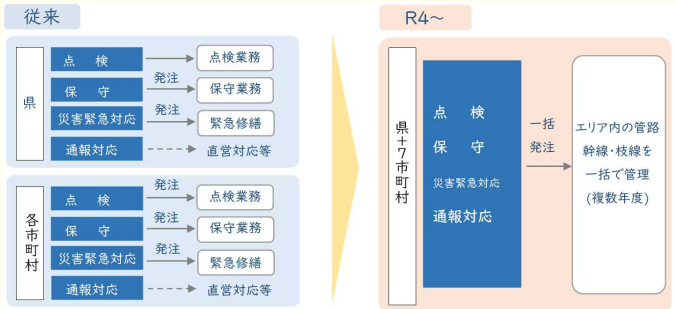 従来
県
点　検
発注
点検業務
保　守
発注
保守業務
災害緊急対応
発注
緊急修繕
通報対応
直営対応等
各市町村
点　検
発注
点検業務
保　守
発注
保守業務
災害緊急対応
発注
緊急修繕
通報対応
直営対応等
R4～
県＋7市町村
点　検
保　守
災害緊急対応
通報対応
一括
発注
エリア内の管路
幹線・枝線を
一括で管理
(複数年度)